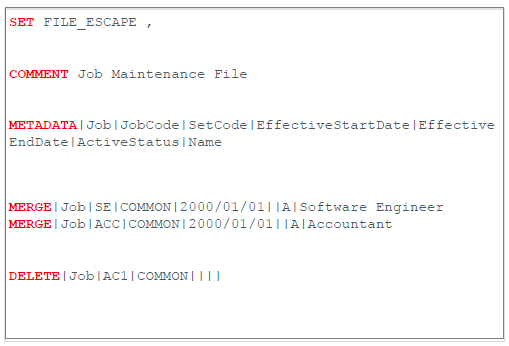 SET FILE_ESCAPE ,
COMMENT Job Maintenance File
METADATA|Job|JobCode|SetCode|EffectiveStartDate|Effective
EndDate|ActiveStatus|Name
MERGE|Job|SE|COMMON|2000/01/01||A|Software Engineer
MERGE|Job|ACC|COMMON|2000/01/01||A|Accountant
DELETE|Job|AC1|COMMON||||